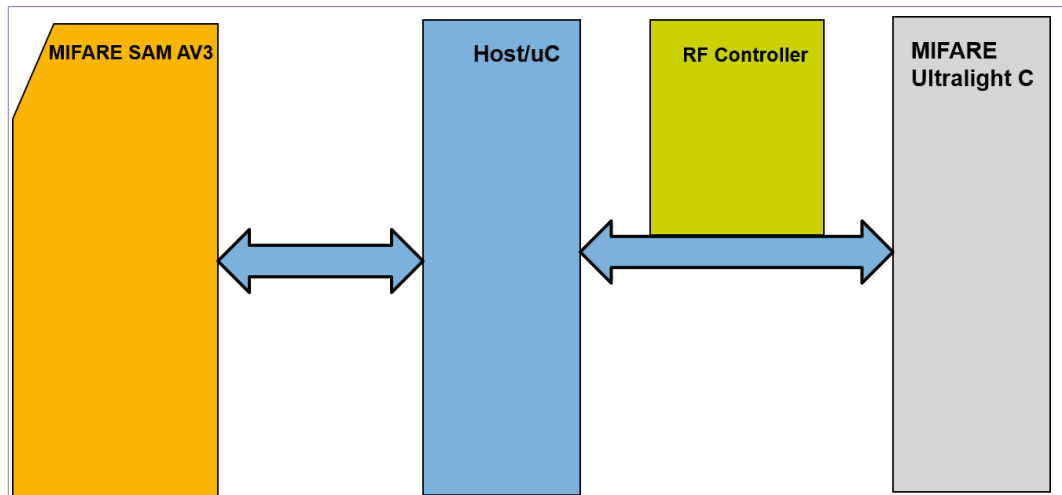 MIFARE SAM AV3
Host/uC
RF Controller
MIFARE
Ultralight C